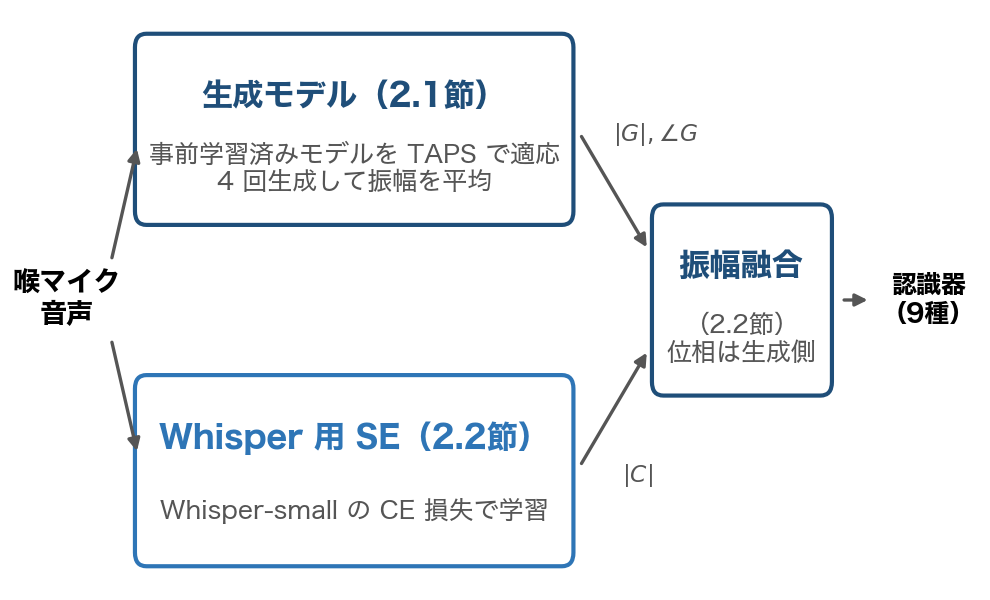 生成モデル（2.1節）
事前学習済みモデルを TAPS で適応
4 回生成して振幅を平均
|G|, ∠G
喉マイク
音声
振幅融合
（2.2節）
位相は生成側
認識器
（9種）
Whisper 用 SE（2.2節）
Whisper-small の CE 損失で学習
|C|